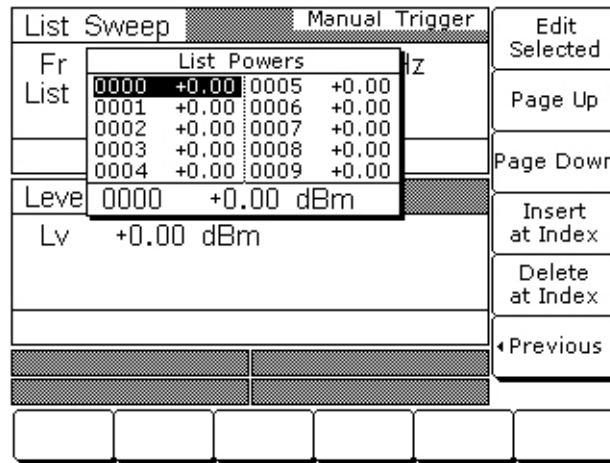 List Sweep
Manual Trigger
Fr
Hz
List
List Powers
0000 +0.00 0005 +0.00
0001 +0.00 0006 +0.00
0002 +0.00 0007 +0.00
0003 +0.00 0008 +0.00
0004 +0.00 0009 +0.00
0000 +0.00 dBm
Leve
Lv +0.00 dBm
Edit
Selected
Page Up
Page Down
Insert
at Index
Delete
at Index
Previous